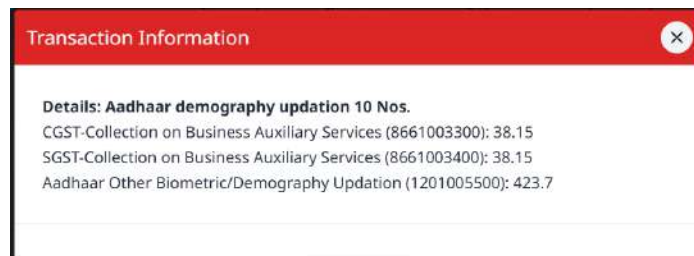 Transaction Information
Details: Aadhaar demography updation 10 Nos.
CGST-Collection on Business Auxiliary Services (8661003300): 38.15
SGST-Collection on Business Auxiliary Services (8661003400): 38.15
Aadhaar Other Biometric/Demography Updation (1201005500): 423.7